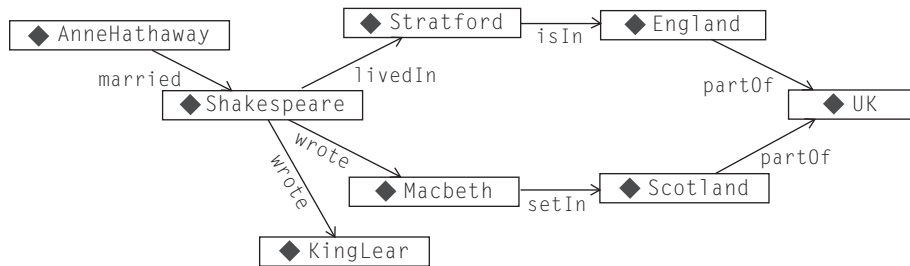 ◆ Stratford
isIn
◆ England
◆ AnneHathaway
married
livedIn
partOf
◆ Shakespeare
◆ UK
wrote
partOf
wrote
◆ Macbeth
setIn
◆ Scotland
◆ KingLear